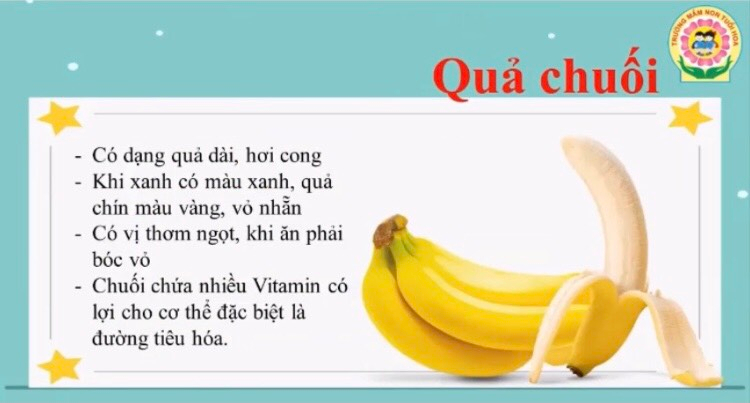 TRƯỜNG MẦM NON TUỔI HOA
Quả chuối
- Có dạng quả dài, hơi cong
- Khi xanh có màu xanh, quả
chín màu vàng, vỏ nhẵn
- Có vị thơm ngọt, khi ăn phải
bóc vỏ
- Chuối chứa nhiều Vitamin có
lợi cho cơ thể đặc biệt là
đường tiêu hóa.